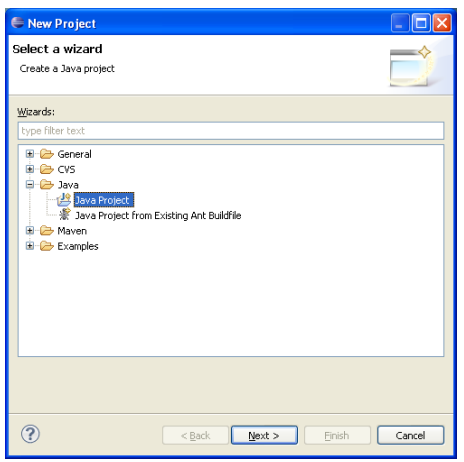 New Project
Select a wizard
Create a Java project
Wizards:
type filter text
General
CVS
Java
Java Project
Java Project from Existing Ant Buildfile
Maven
Examples
?
< Back Next > Finish Cancel